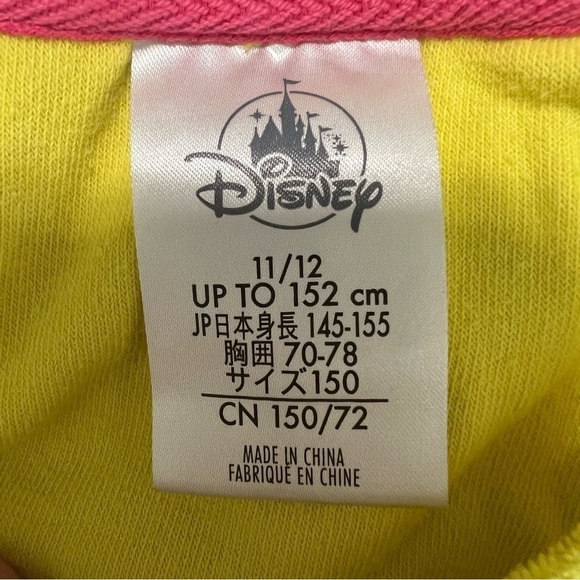 Disney
11/12
UP TO 152 cm
JP日本身長 145-155
胸囲 70-78
サイズ150
CN 150/72
MADE IN CHINA
FABRIQUÉ EN CHINE